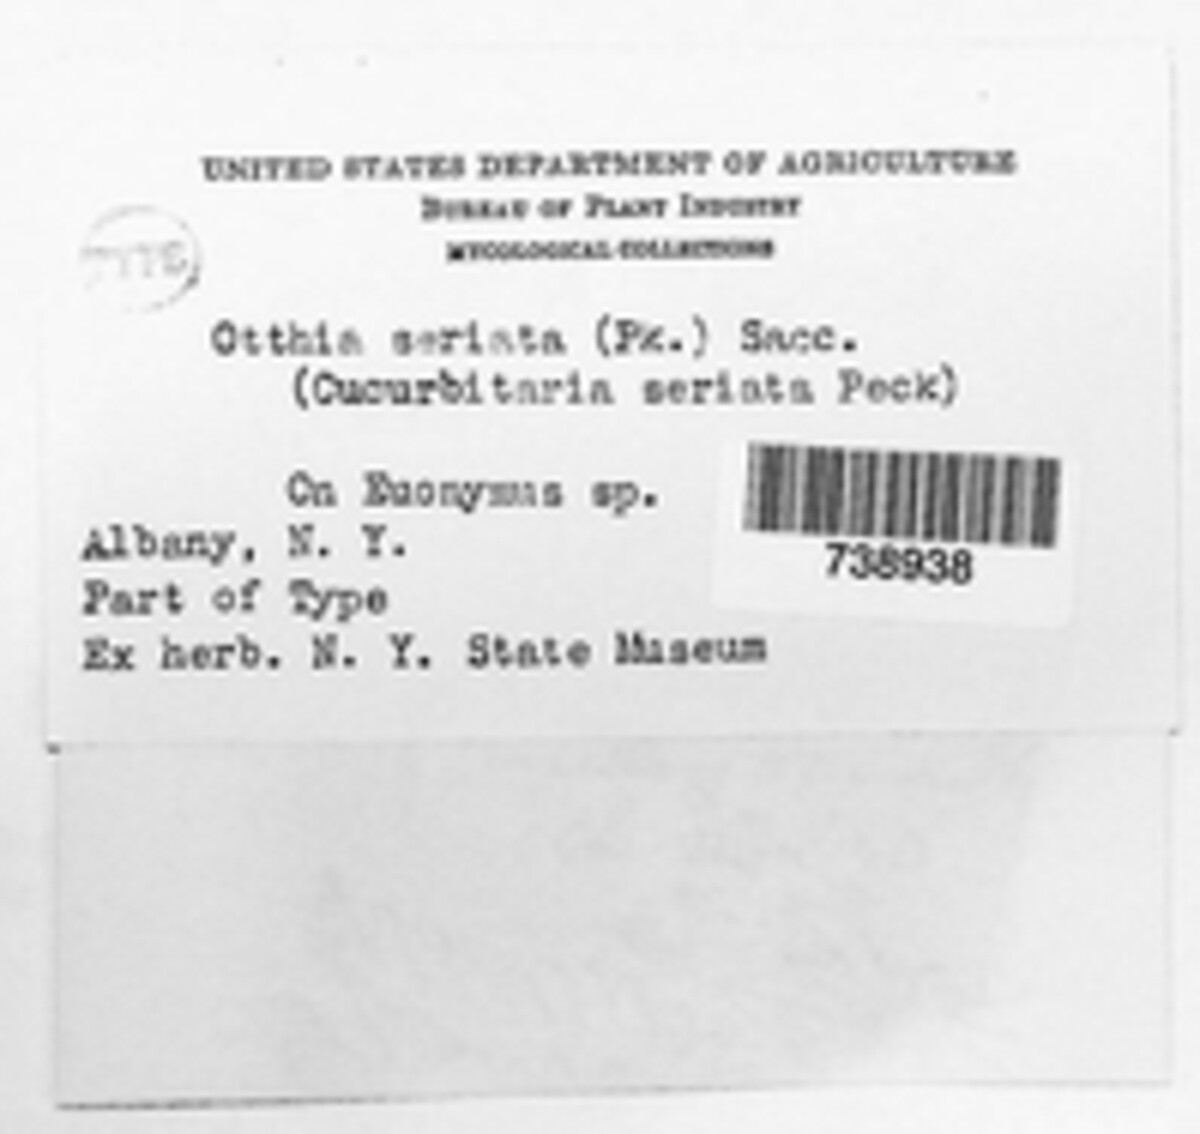 UNITED STATES DEPARTMENT OF AGRICULTURE
BUREAU OF PLANT INDUSTRY
MYCOLOGICAL COLLECTIONS
TYPE
Otthia seriata (Pk.) Sacc.
(Cucurbitaria seriata Peck)
On Euonymus sp.
Albany, N. Y.
Part of Type
Ex herb. N. Y. State Museum
738938